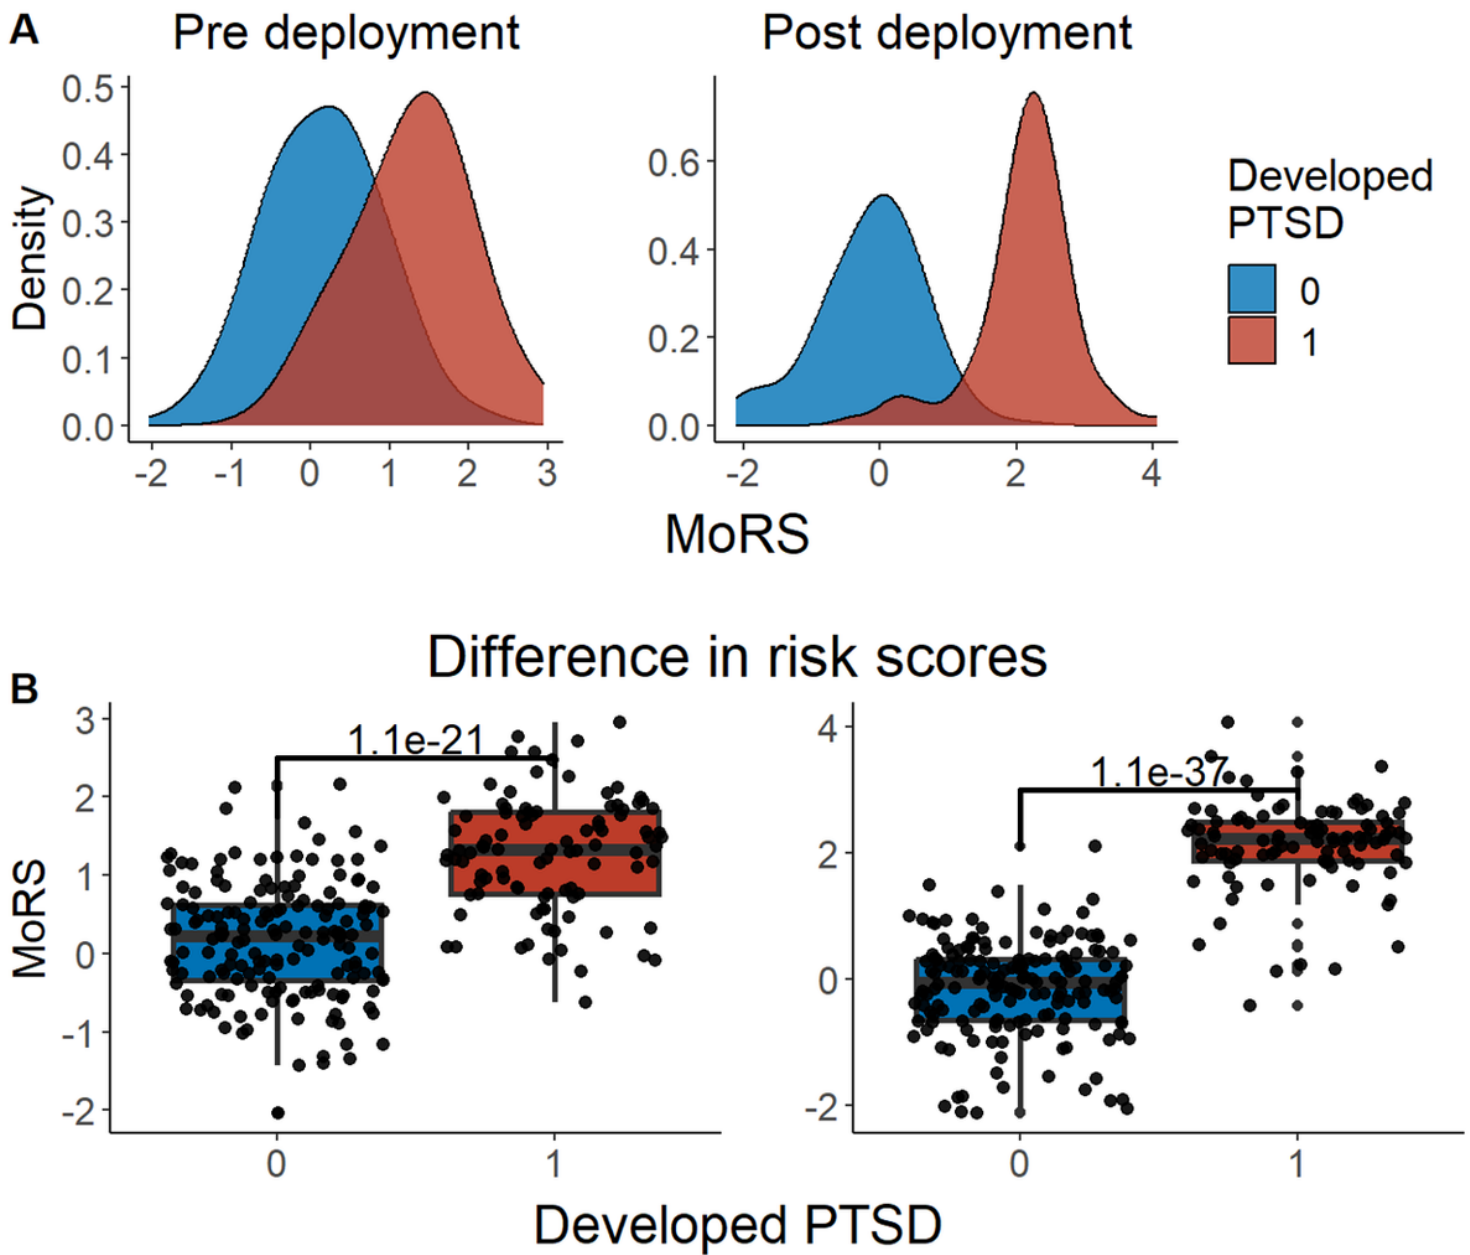 A
Pre deployment
Post deployment
0.5
0.4
0.3
0.2
0.1
0.0
Density
-2 -1 0 1 2 3
0.6
0.4
0.2
0.0
-2 0 2 4
MoRS
Developed
PTSD
0
1
Difference in risk scores
B
3
2
1
0
-1
-2
MoRS
1.1e-21
0 1
4
2
0
-2
1.1e-37
0 1
Developed PTSD